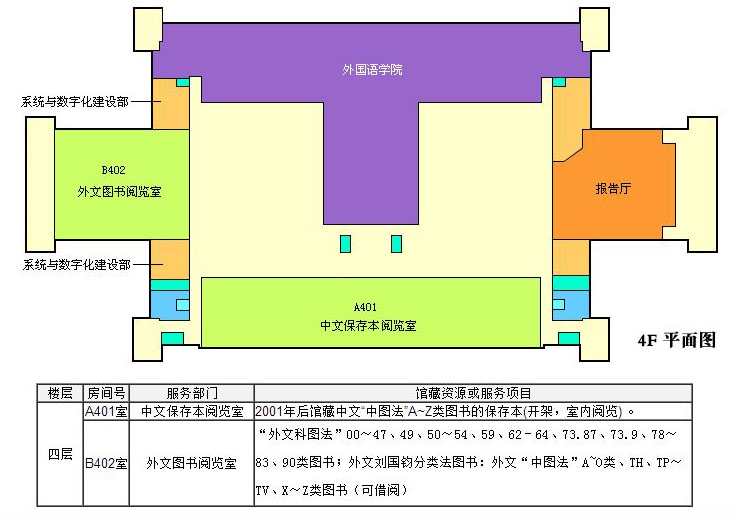 外国语学院
系统与数字化建设部
B402
外文图书阅览室
报告厅
系统与数字化建设部
A401
中文保存本阅览室
4F 平面图
楼层 房间号 服务部门 馆藏资源或服务项目
四层
A401室 中文保存本阅览室 2001年后馆藏中文“中图法”A~Z类图书的保存本(开架，室内阅览) 。
B402室 外文图书阅览室
“外文科图法”00～47、49、50～54、59、62－64、73.87、73.9、78～
83、90类图书；外文刘国钧分类法图书：外文“中图法”A~O类、TH、TP～
TV、X～Z类图书（可借阅）